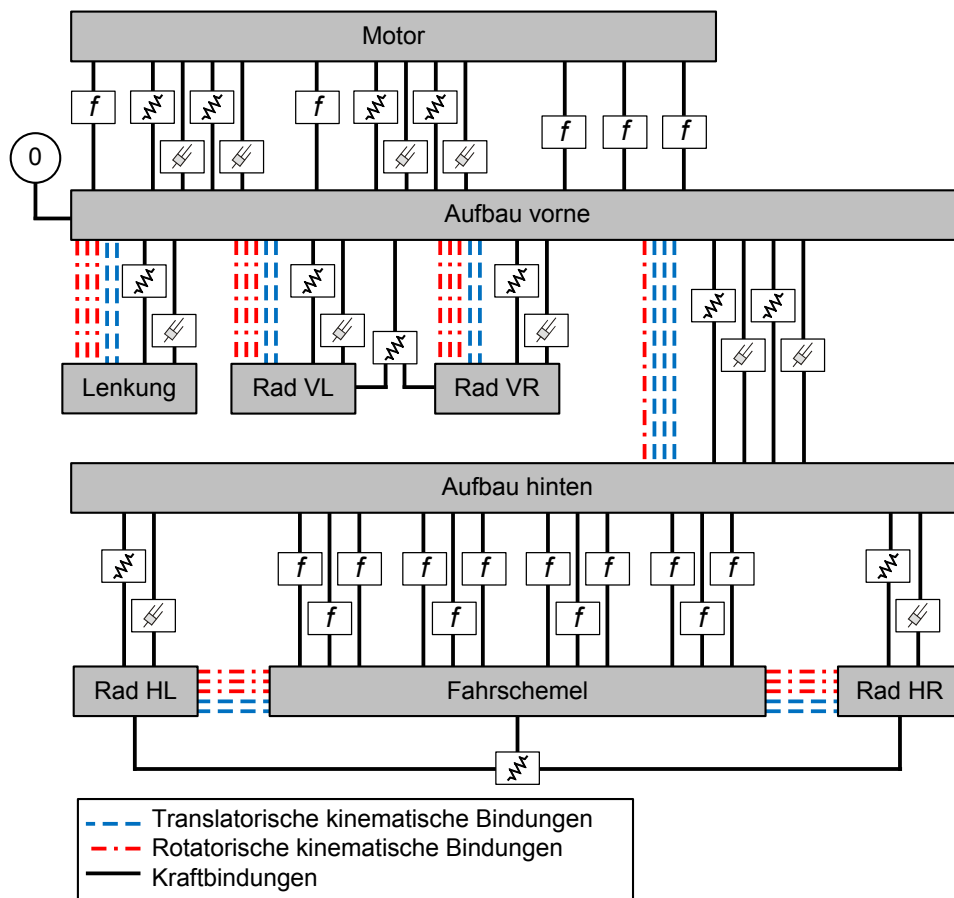 Motor
f
f
f
f
f
0
Aufbau vorne
Lenkung
Rad VL
Rad VR
Aufbau hinten
f f f f f f f f
f f f f
Rad HL
Fahrschemel
Rad HR
Translatorische kinematische Bindungen
Rotatorische kinematische Bindungen
Kraftbindungen